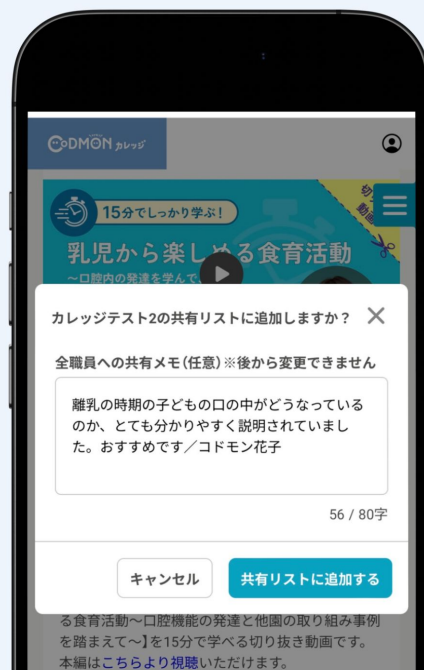 CODMON カレッジ
15分でしっかり学ぶ!
乳児から楽しめる食育活動
〜口腔内の発達を学んで、
カレッジテスト2の共有リストに追加しますか?
全職員への共有メモ(任意)※後から変更できません
離乳の時期の子どもの口の中がどうなっている
のか、とても分かりやすく説明されていまし
た。おすすめです／コドモン花子
56 / 80字
キャンセル
共有リストに追加する
る食育活動〜口腔機能の発達と他園の取り組み事例
を踏まえて〜】を15分で学べる切り抜き動画です。
本編はこちらより視聴いただけます。